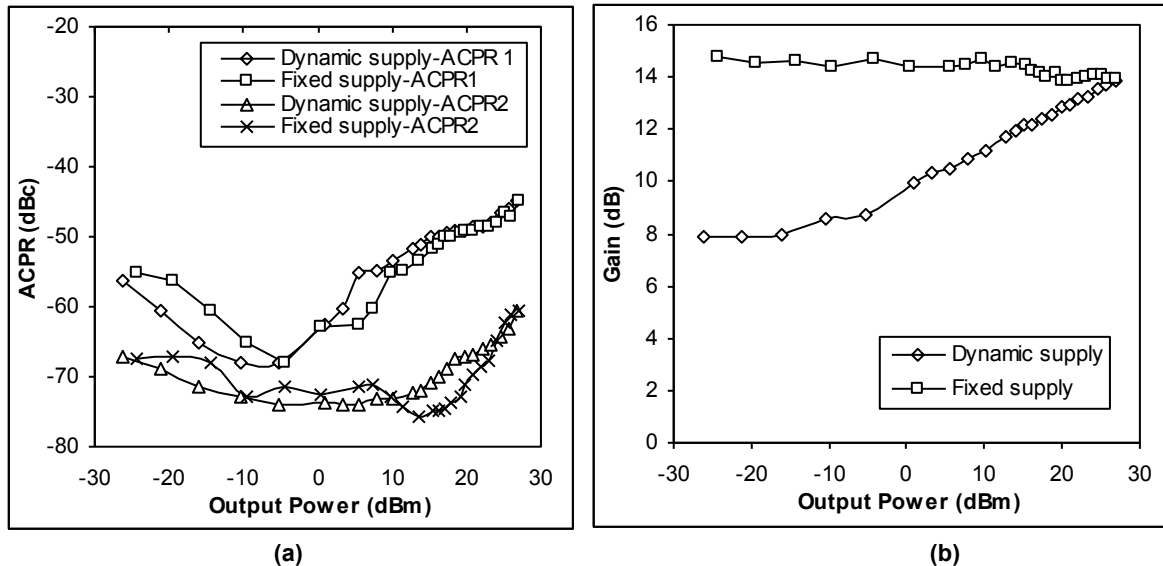 -20
-30
-40
-50
-60
-70
-80
ACPR (dBc)
Dynamic supply-ACPR 1
Fixed supply-ACPR1
Dynamic supply-ACPR2
Fixed supply-ACPR2
-30 -20 -10 0 10 20 30
Output Power (dBm)
(a)
16
14
12
10
8
6
4
2
0
Gain (dB)
Dynamic supply
Fixed supply
-30 -20 -10 0 10 20 30
Output Power (dBm)
(b)